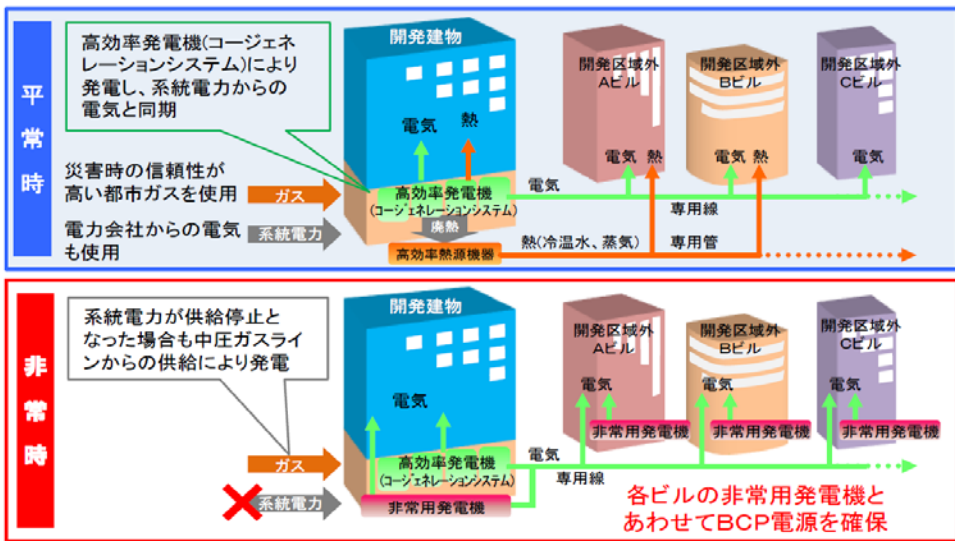 平常時
高効率発電機(コージェネ
レーションシステム)により
発電し、系統電力からの
電気と同期
災害時の信頼性が
高い都市ガスを使用
電力会社からの電気
も使用
ガス
系統電力
開発建物
電気
熱
高効率発電機
(コージェネレーションシステム)
廃熱
高効率熱源機器
電気
専用線
熱(冷温水、蒸気)
専用管
開発区域外
Aビル
電気
熱
開発区域外
Bビル
電気
熱
開発区域外
Cビル
電気
非常時
系統電力が供給停止と
なった場合も中圧ガスライ
ンからの供給により発電
ガス
系統電力
開発建物
電気
高効率発電機
(コージェネレーションシステム)
非常用発電機
電気
専用線
開発区域外
Aビル
電気
非常用発電機
開発区域外
Bビル
電気
非常用発電機
開発区域外
Cビル
電気
非常用発電機
各ビルの非常用発電機と
あわせてBCP電源を確保